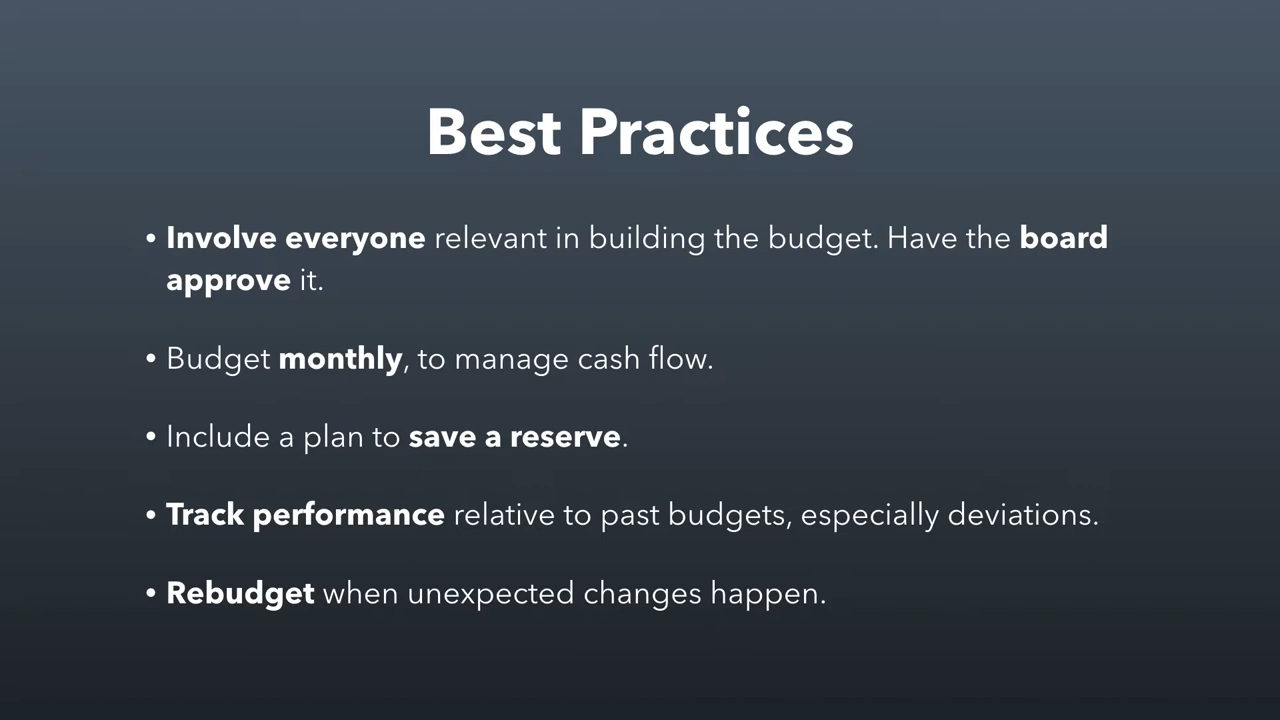 Best Practices
• Involve everyone relevant in building the budget. Have the board
approve it.
• Budget monthly, to manage cash flow.
• Include a plan to save a reserve.
• Track performance relative to past budgets, especially deviations.
• Rebudget when unexpected changes happen.